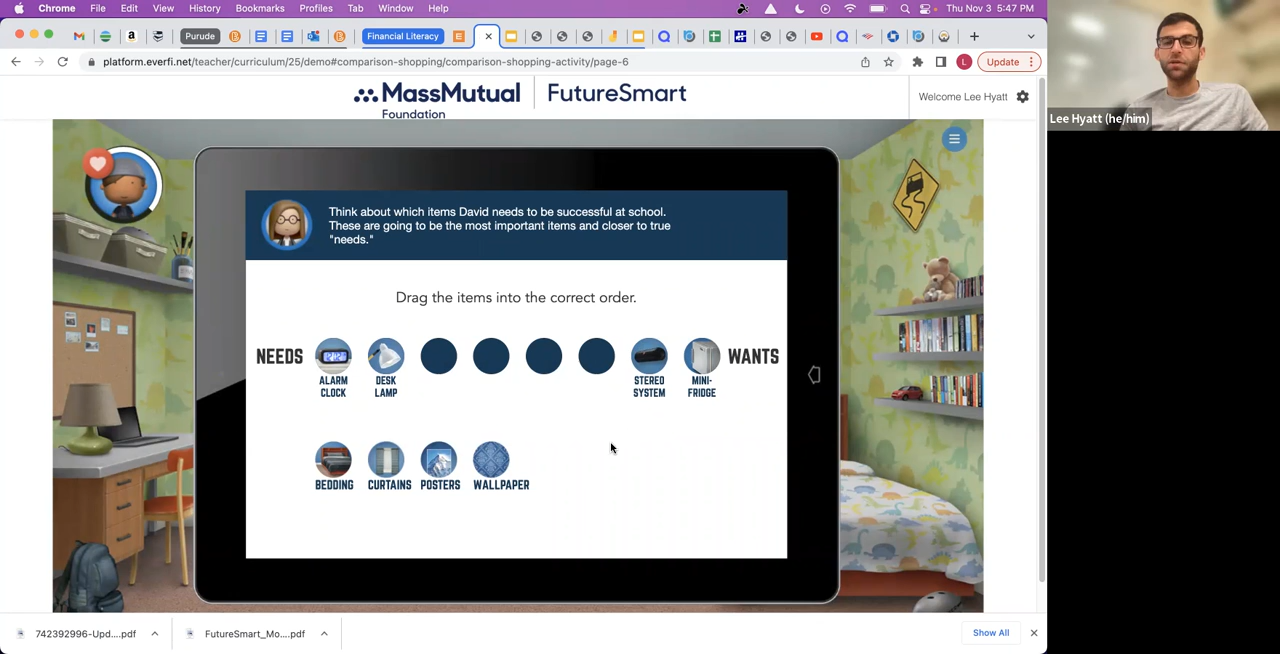 Chrome File Edit View History Bookmarks Profiles Tab Window Help Thu Nov 3 5:47 PM
Purude Financial Literacy
platform.everfi.net/teacher/curriculum/25/demo#comparison-shopping/comparison-shopping-activity/page-6 L Update
MassMutual FutureSmart
Foundation
Welcome Lee Hyatt
Lee Hyatt (he/him)
Think about which items David needs to be successful at school.
These are going to be the most important items and closer to true
"needs."
Drag the items into the correct order.
NEEDS WANTS
ALARM CLOCK
DESK LAMP
STEREO SYSTEM
MINI-FRIDGE
BEDDING CURTAINS POSTERS WALLPAPER
742392996-Upd....pdf FutureSmart_Mo....pdf Show All